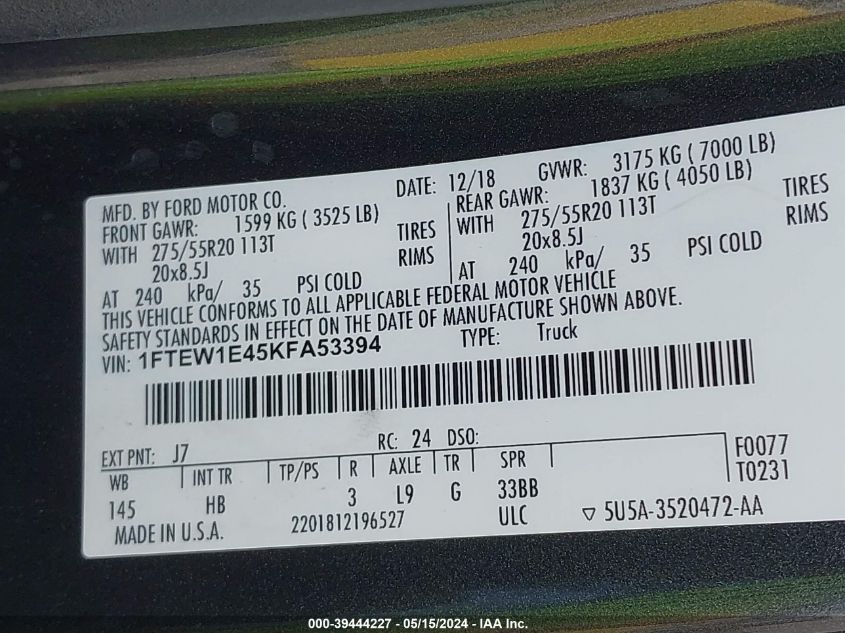 MFD. BY FORD MOTOR CO. DATE: 12/18 GVWR: 3175 KG ( 7000 LB)
FRONT GAWR: 1599 KG ( 3525 LB) REAR GAWR: 1837 KG ( 4050 LB)
WITH 275/55R20 113T TIRES WITH 275/55R20 113T TIRES
20x8.5J RIMS 20x8.5J RIMS
AT 240 kPa/ 35 PSI COLD AT 240 kPa/ 35 PSI COLD
THIS VEHICLE CONFORMS TO ALL APPLICABLE FEDERAL MOTOR VEHICLE
SAFETY STANDARDS IN EFFECT ON THE DATE OF MANUFACTURE SHOWN ABOVE.
VIN: 1FTEW1E45KFA53394 TYPE: Truck
EXT PNT: J7 RC: 24 DSO:
WB INT TR TP/PS R AXLE TR SPR F0077
145 HB 3 L9 G 33BB T0231
MADE IN U.S.A. 2201812196527 ULC ▽ 5U5A-3520472-AA
000-39444227 - 05/15/2024 - IAA Inc.